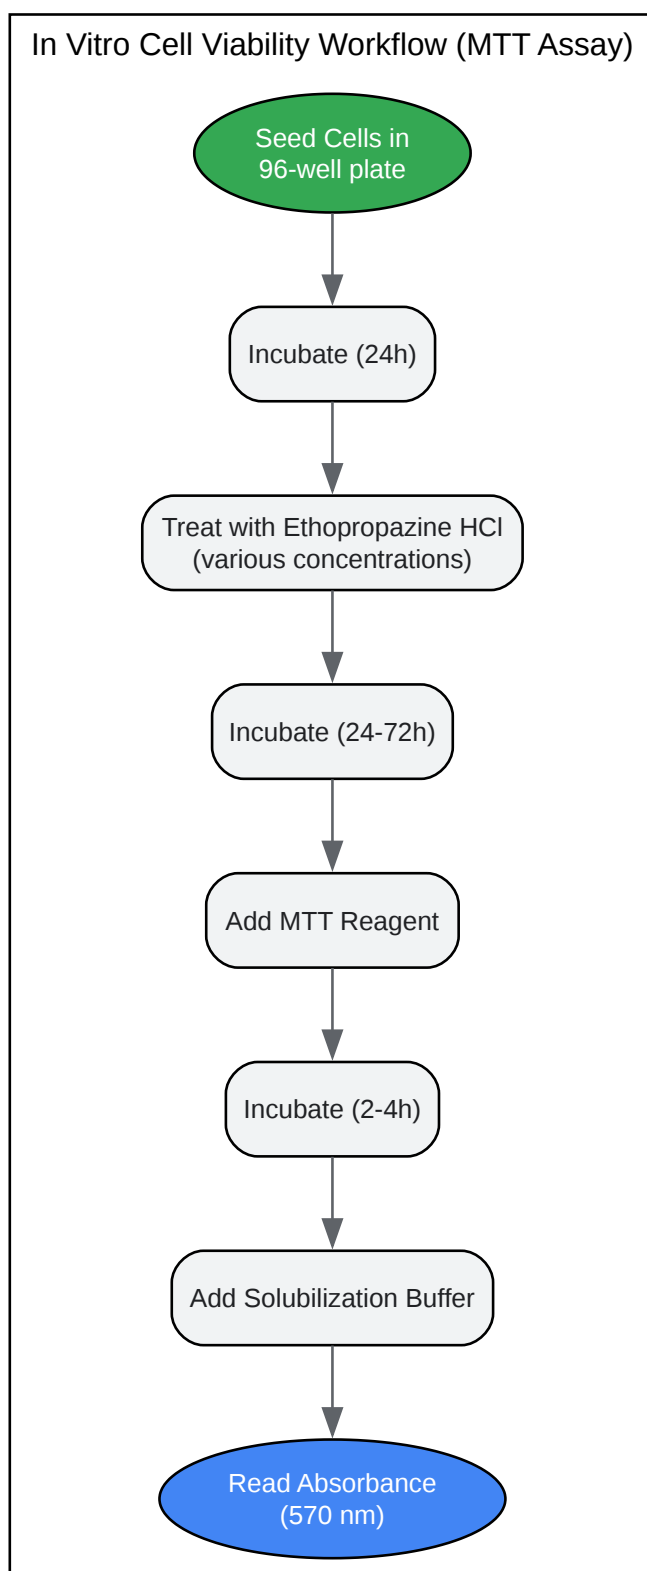 In Vitro Cell Viability Workflow (MTT Assay)
Seed Cells in
96-well plate
Incubate (24h)
Treat with Ethopropazine HCl
(various concentrations)
Incubate (24-72h)
Add MTT Reagent
Incubate (2-4h)
Add Solubilization Buffer
Read Absorbance
(570 nm)